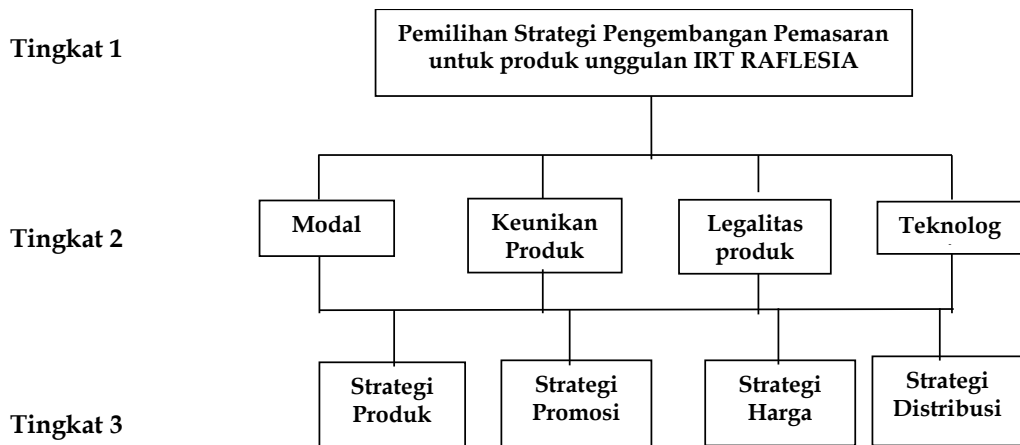 Tingkat 1
Pemilihan Strategi Pengembangan Pemasaran
untuk produk unggulan IRT RAFLESIA
Tingkat 2
Modal
Keunikan
Produk
Legalitas
produk
Teknolog
Tingkat 3
Strategi
Produk
Strategi
Promosi
Strategi
Harga
Strategi
Distribusi